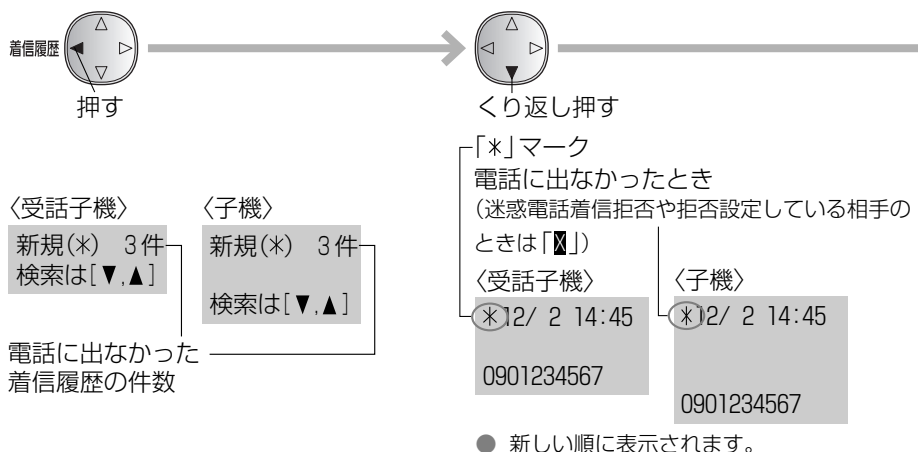 着信履歴
押す
くり返し押す
「*」マーク
電話に出なかったとき
(迷惑電話着信拒否や拒否設定している相手の
ときは「X」)
〈受話子機〉 〈子機〉
新規(*) 3件
検索は[▼,▲]
新規(*) 3件
検索は[▼,▲]
電話に出なかった
着信履歴の件数
〈受話子機〉 〈子機〉
*12/ 2 14:45
0901234567
*12/ 2 14:45
0901234567
● 新しい順に表示されます。